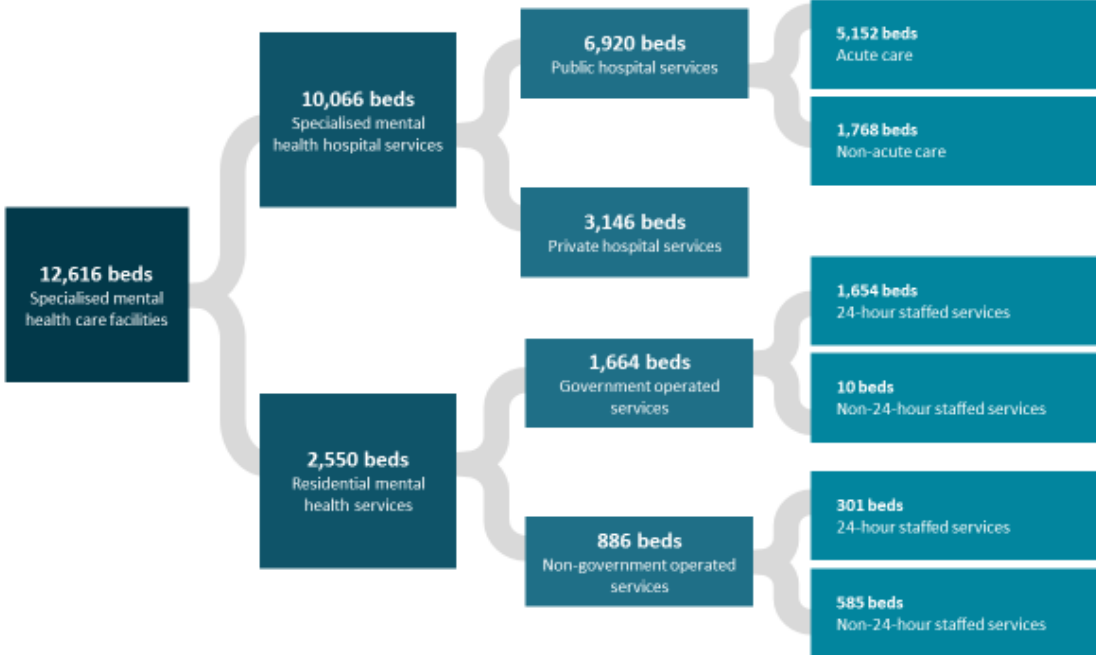 12,616 beds
Specialised mental
health care facilities
10,066 beds
Specialised mental
health hospital services
2,550 beds
Residential mental
health services
6,920 beds
Public hospital services
3,146 beds
Private hospital services
1,664 beds
Government operated
services
886 beds
Non-government operated
services
5,152 beds
Acute care
1,768 beds
Non-acute care
1,654 beds
24-hour staffed services
10 beds
Non-24-hour staffed services
301 beds
24-hour staffed services
585 beds
Non-24-hour staffed services